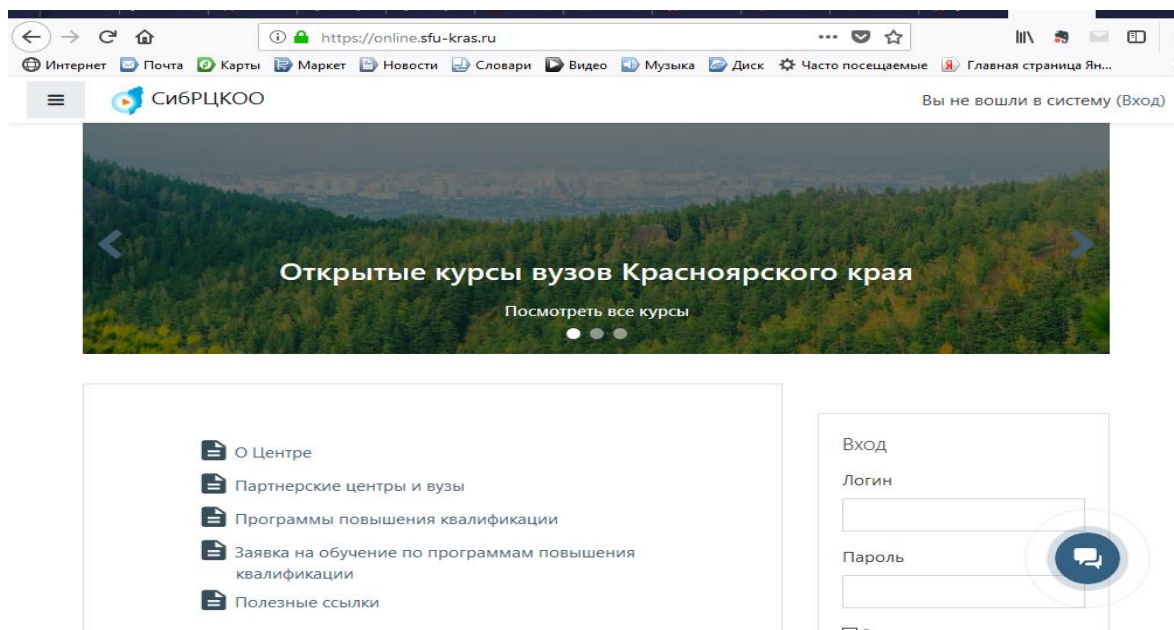 https://online.sfu-kras.ru
Интернет Почта Карты Маркет Новости Словари Видео Музыка Диск Часто посещаемые Я Главная страница Ян...
СибРЦКОО
Вы не вошли в систему (Вход)
Открытые курсы вузов Красноярского края
Посмотреть все курсы
О Центре
Партнерские центры и вузы
Программы повышения квалификации
Заявка на обучение по программам повышения
квалификации
Полезные ссылки
Вход
Логин
Пароль